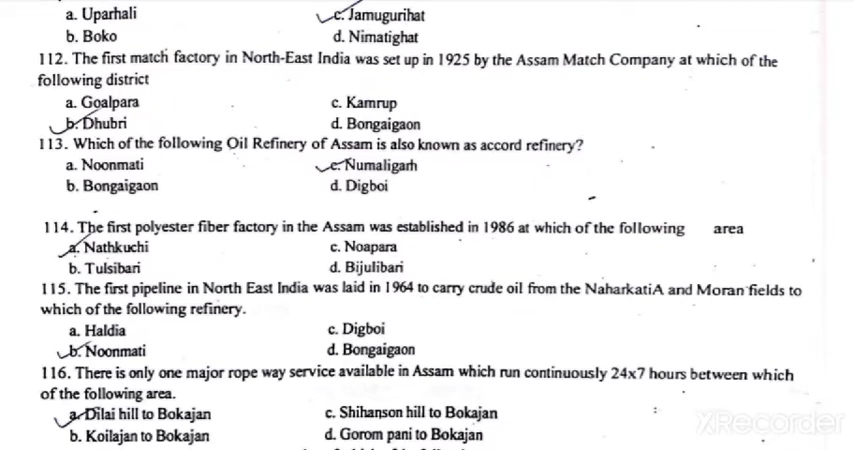 a. Uparhali c. Jamugurihat
b. Boko d. Nimatighat
112. The first match factory in North-East India was set up in 1925 by the Assam Match Company at which of the
following district
a. Goalpara c. Kamrup
b. Dhubri d. Bongaigaon
113. Which of the following Oil Refinery of Assam is also known as accord refinery?
a. Noonmati c. Numaligarh
b. Bongaigaon d. Digboi
114. The first polyester fiber factory in the Assam was established in 1986 at which of the following area
a. Nathkuchi c. Noapara
b. Tulsibari d. Bijulibari
115. The first pipeline in North East India was laid in 1964 to carry crude oil from the NaharkatiA and Moran fields to
which of the following refinery.
a. Haldia c. Digboi
b. Noonmati d. Bongaigaon
116. There is only one major rope way service available in Assam which run continuously 24x7 hours between which
of the following area.
a. Dilai hill to Bokajan c. Shihanson hill to Bokajan
b. Koilajan to Bokajan d. Gorom pani to Bokajan
XRecorder